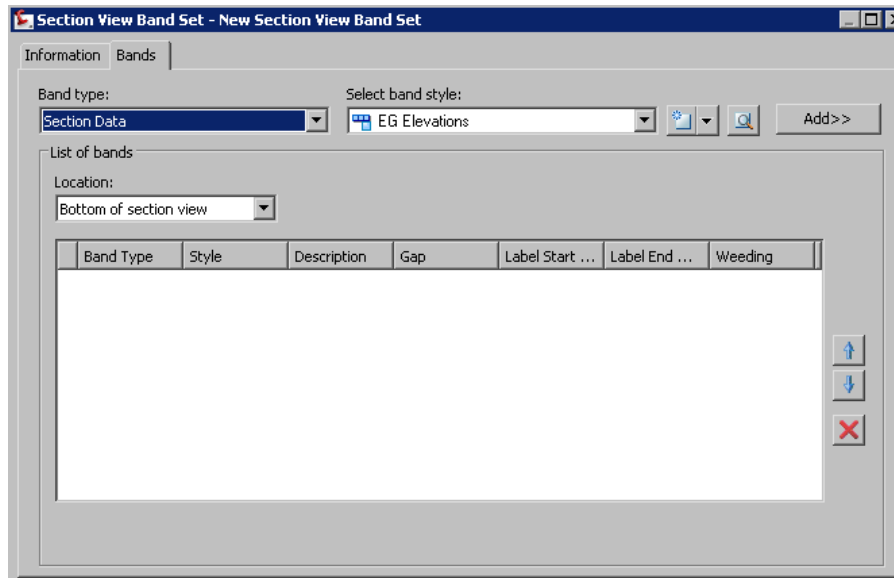 Section View Band Set - New Section View Band Set
Information Bands
Band type: Select band style:
Section Data EG Elevations Add>>
List of bands
Location:
Bottom of section view
Band Type Style Description Gap Label Start ... Label End ... Weeding